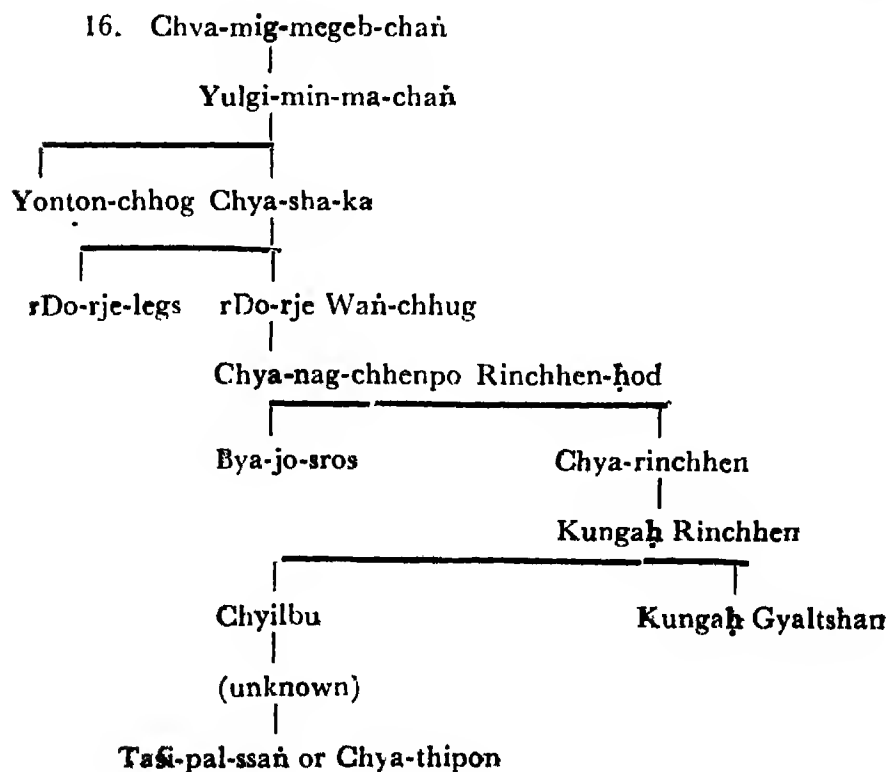 16. Chva-mig-megeb-chaṅ
Yulgi-min-ma-chaṅ
Yonton-chhog Chya-sha-ka
rDo-rje-legs rDo-rje Waṅ-chhug
Chya-nag-chhenpo Rinchhen-ḥod
Bya-jo-sros Chya-rinchhen
Kungaḥ Rinchhen
Chyilbu Kungaḥ Gyaltshan
(unknown)
Taśi-pal-ssaṅ or Chya-thipon